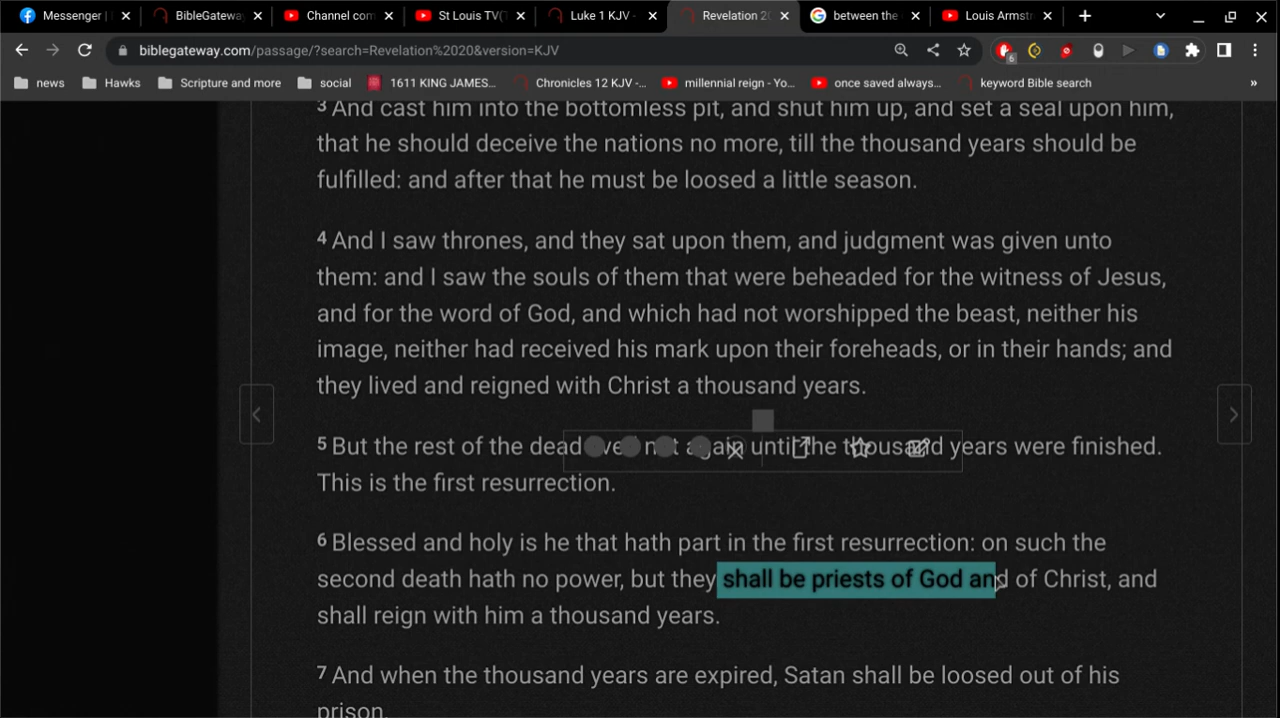 Messenger |
BibleGatewa
Channel con
St Louis TV(
Luke 1 KJV -
Revelation 20
between the
Louis Armst
biblegateway.com/passage/?search=Revelation%2020&version=KJV
6
news
Hawks
Scripture and more
social
1611 KING JAMES...
Chronicles 12 KJV -...
millennial reign - Yo...
once saved always...
keyword Bible search
»
3 And cast him into the bottomless pit, and shut him up, and set a seal upon him,
that he should deceive the nations no more, till the thousand years should be
fulfilled: and after that he must be loosed a little season.
4 And I saw thrones, and they sat upon them, and judgment was given unto
them: and I saw the souls of them that were beheaded for the witness of Jesus,
and for the word of God, and which had not worshipped the beast, neither his
image, neither had received his mark upon their foreheads, or in their hands; and
they lived and reigned with Christ a thousand years.
5 But the rest of the dead lived not again until the thousand years were finished.
This is the first resurrection.
6 Blessed and holy is he that hath part in the first resurrection: on such the
second death hath no power, but they shall be priests of God and of Christ, and
shall reign with him a thousand years.
7 And when the thousand years are expired, Satan shall be loosed out of his
prison,